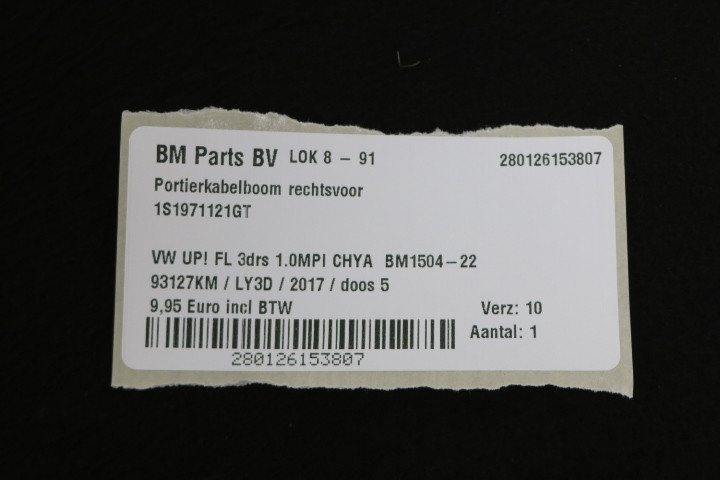 BM Parts BV LOK 8 - 91 280126153807
Portierkabelboom rechtsvoor
1S1971121GT
VW UP! FL 3drs 1.0MPI CHYA BM1504-22
93127KM / LY3D / 2017 / doos 5
9,95 Euro incl BTW Verz: 10
Aantal: 1
280126153807